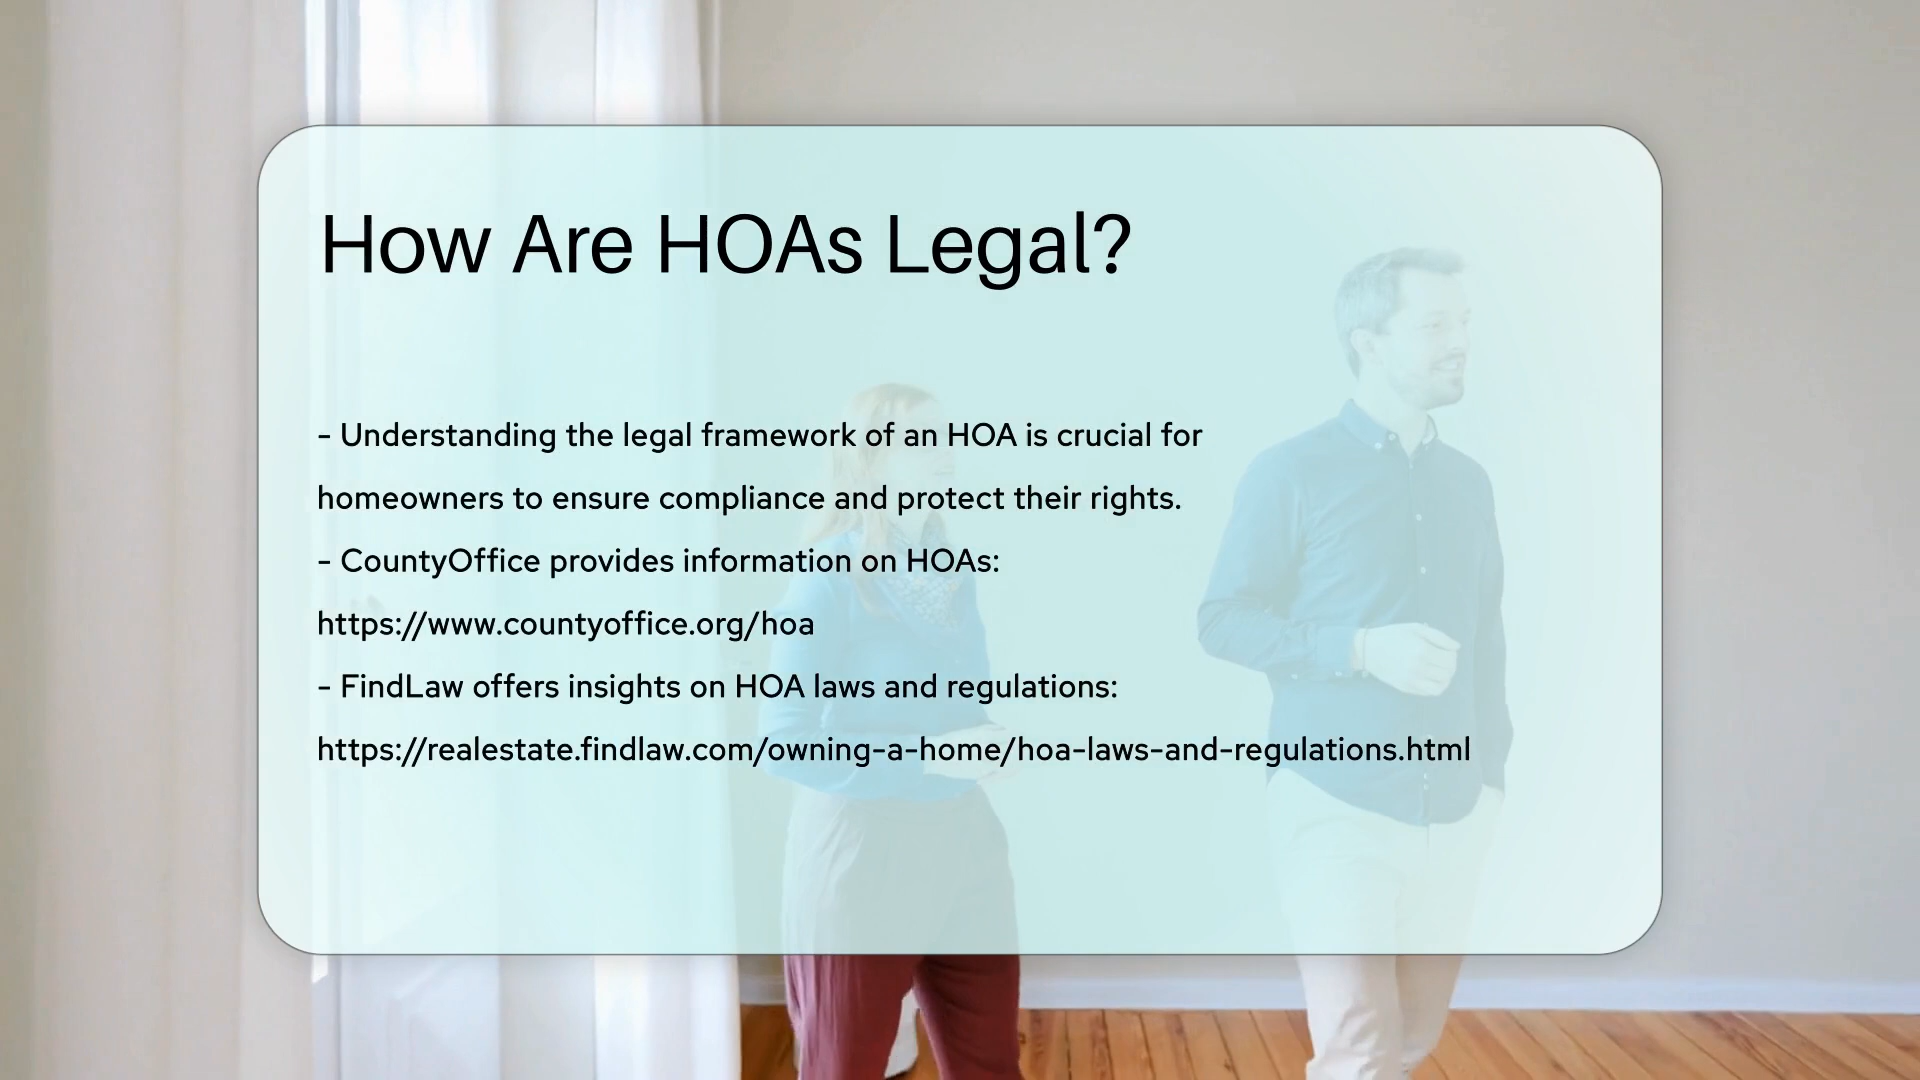 How Are HOAs Legal?
- Understanding the legal framework of an HOA is crucial for
homeowners to ensure compliance and protect their rights.
- CountyOffice provides information on HOAs:
https://www.countyoffice.org/hoa
- FindLaw offers insights on HOA laws and regulations:
https://realestate.findlaw.com/owning-a-home/hoa-laws-and-regulations.html